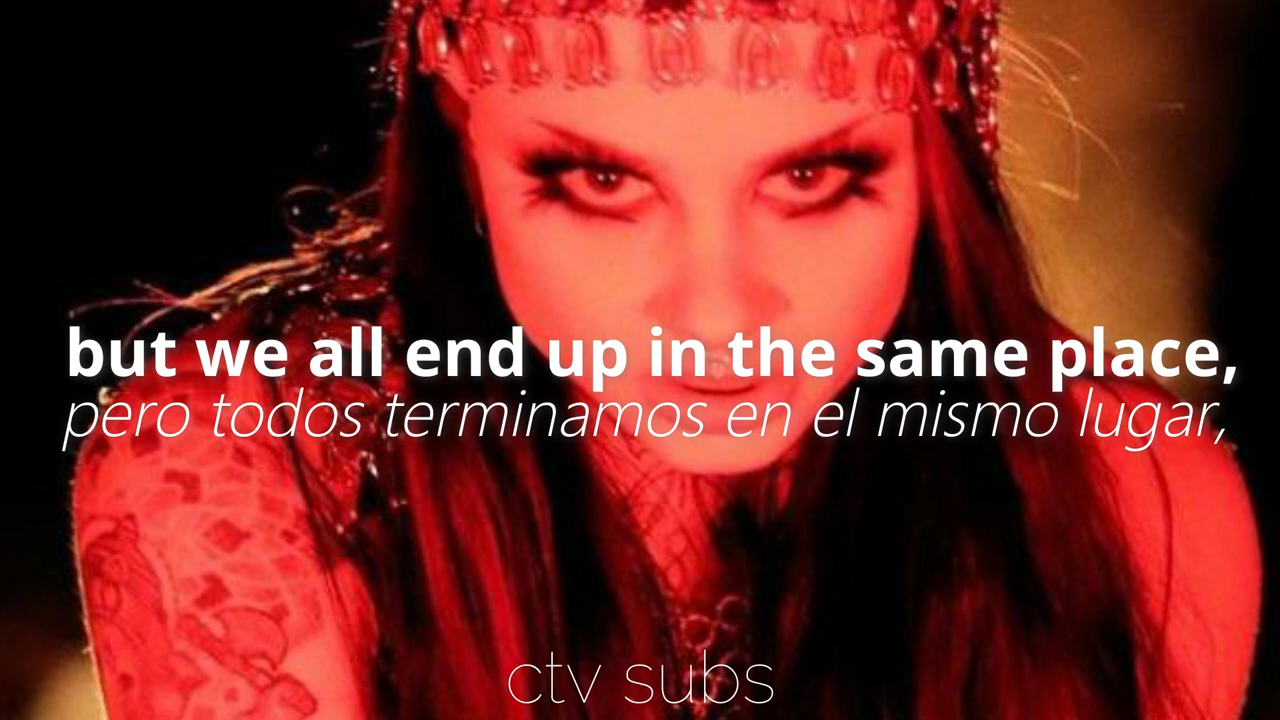 but we all end up in the same place,
pero todos terminamos en el mismo lugar,
ctv subs